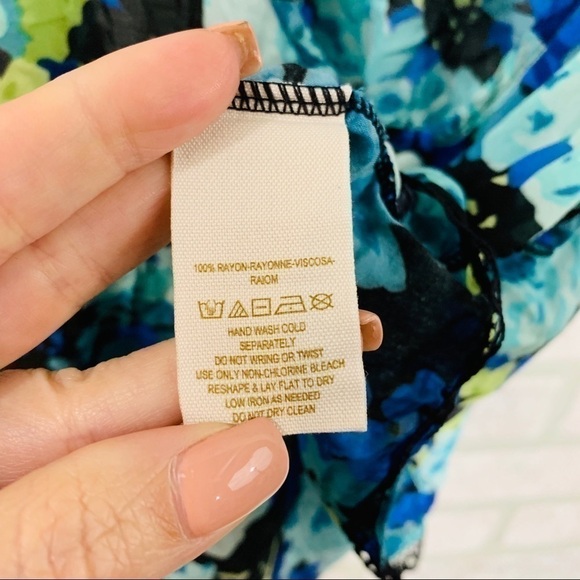 100% RAYON-RAYONNE-VISCOSA-
RAIOM
HAND WASH COLD
SEPARATELY
DO NOT WRING OR TWIST
USE ONLY NON-CHLORINE BLEACH
RESHAPE & LAY FLAT TO DRY
LOW IRON AS NEEDED
DO NOT DRY CLEAN